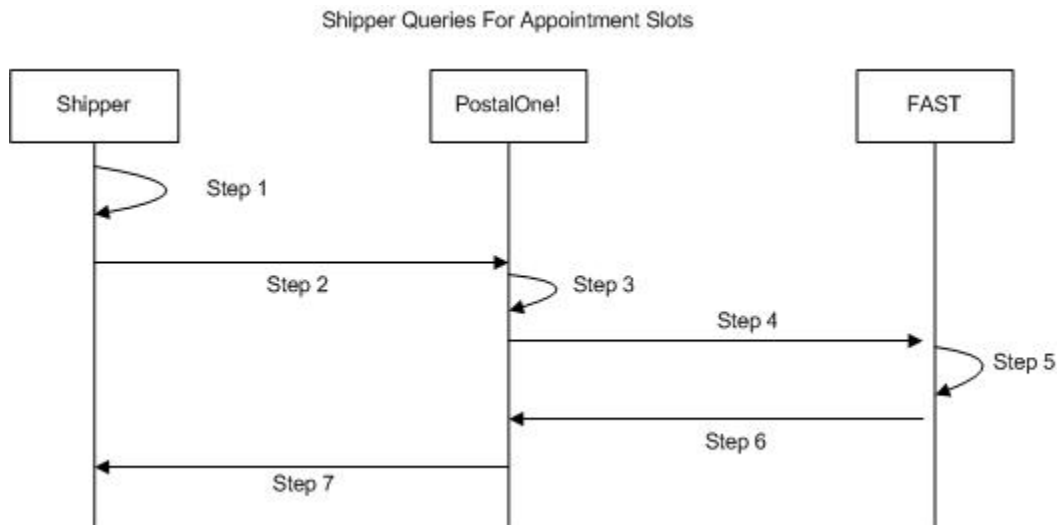 Shipper Queries For Appointment Slots
Shipper
PostalOne!
FAST
Step 1
Step 2
Step 3
Step 4
Step 5
Step 6
Step 7